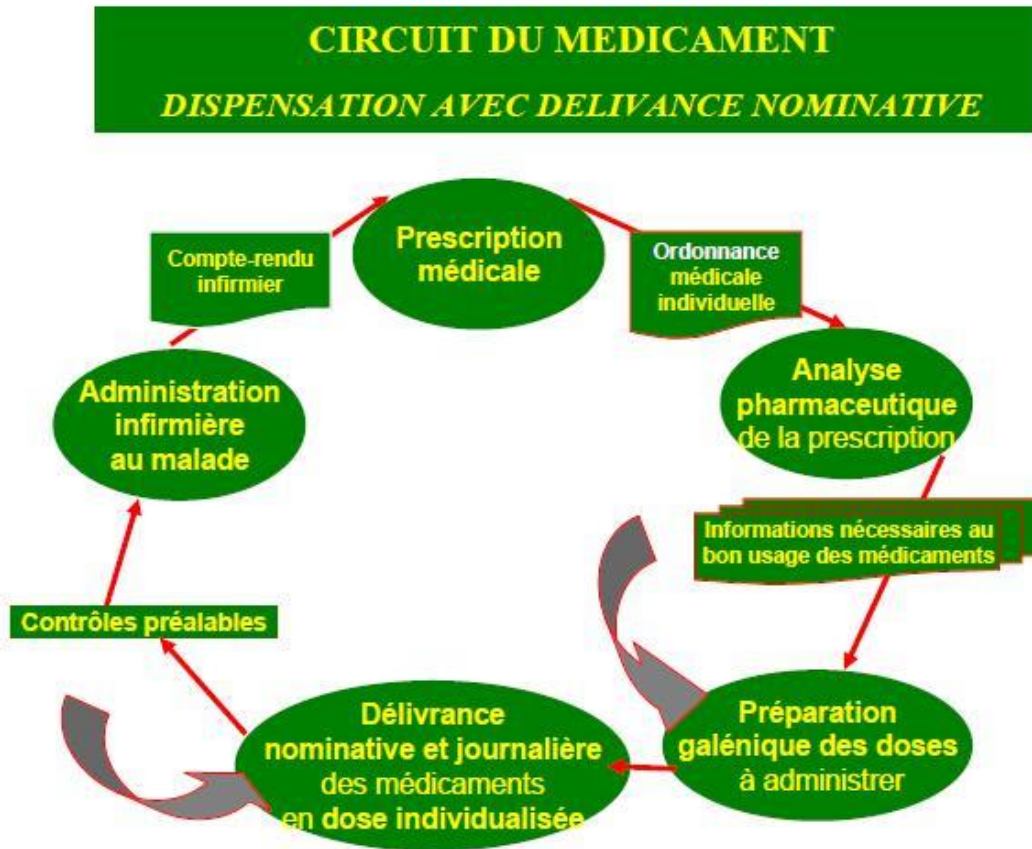 CIRCUIT DU MEDICAMENT
DISPENSATION AVEC DELIVANCE NOMINATIVE
Prescription
médicale
Compte-rendu
infirmier
Ordonnance
médicale
individuelle
Administration
infirmière
au malade
Analyse
pharmaceutique
de la prescription
Informations nécessaires au
bon usage des médicaments
Contrôles préalables
Délivrance
nominative et journalière
des médicaments
en dose individualisée
Préparation
galénique des doses
à administrer